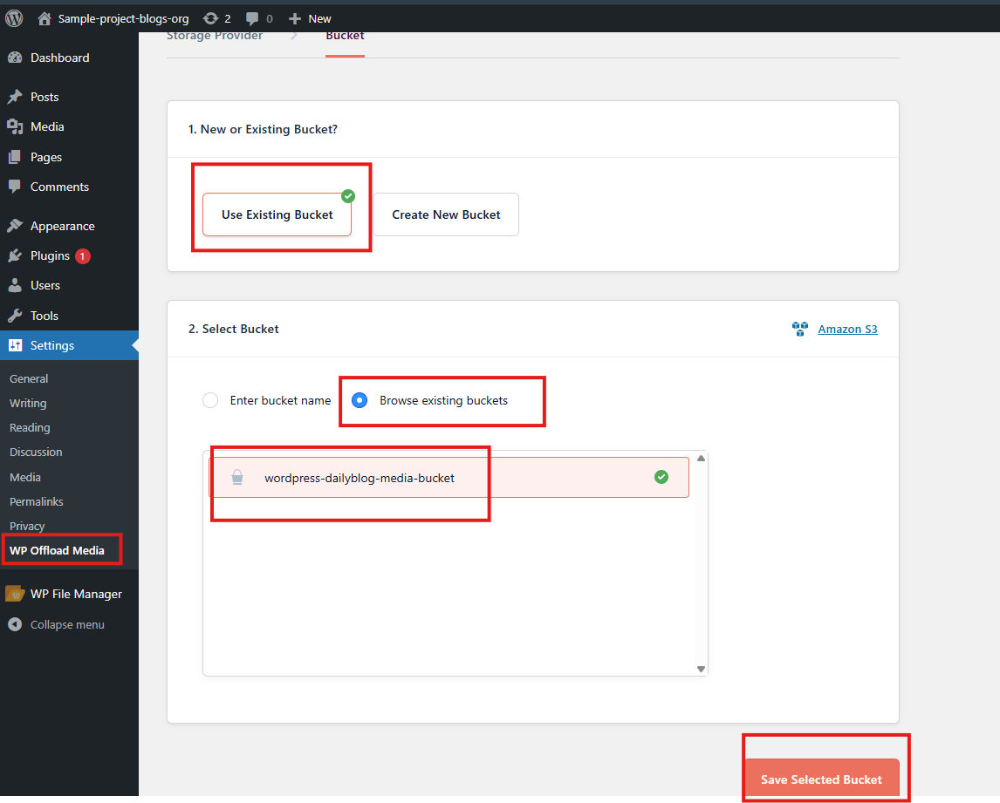 Sample-project-blogs-org 2 0 New
Dashboard
Posts
Media
Pages
Comments
Appearance
Plugins 1
Users
Tools
Settings
General
Writing
Reading
Discussion
Media
Permalinks
Privacy
WP Offload Media
WP File Manager
Collapse menu
Storage Provider Bucket
1. New or Existing Bucket?
Use Existing Bucket Create New Bucket
2. Select Bucket Amazon S3
Enter bucket name Browse existing buckets
wordpress-dailyblog-media-bucket
Save Selected Bucket